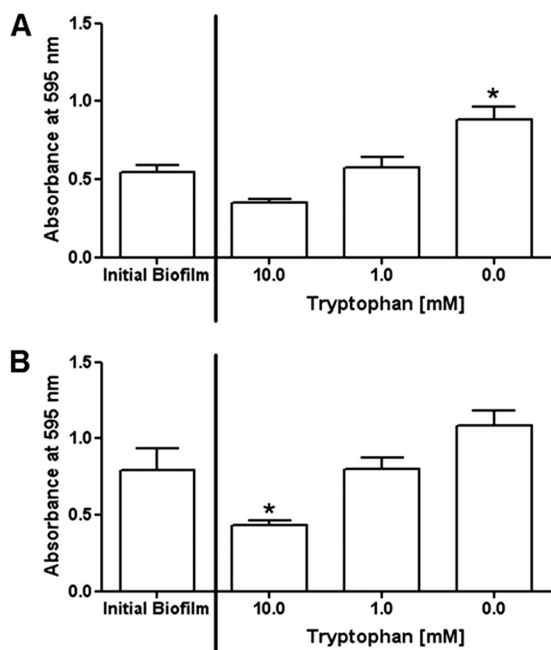 A
Absorbance at 595 nm
1.5
1.0
0.5
0.0
*
Initial Biofilm 10.0 1.0 0.0
Tryptophan [mM]
B
Absorbance at 595 nm
1.5
1.0
0.5
0.0
*
Initial Biofilm 10.0 1.0 0.0
Tryptophan [mM]